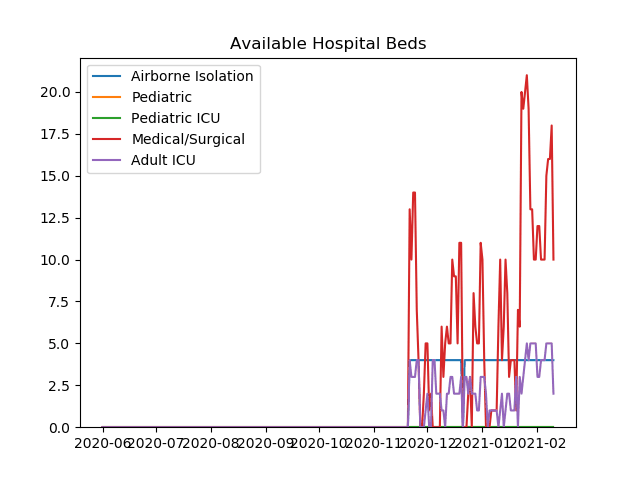 Available Hospital Beds
Airborne Isolation
Pediatric
Pediatric ICU
Medical/Surgical
Adult ICU
20.0
17.5
15.0
12.5
10.0
7.5
5.0
2.5
0.0
2020-06 2020-07 2020-08 2020-09 2020-10 2020-11 2020-12 2021-01 2021-02